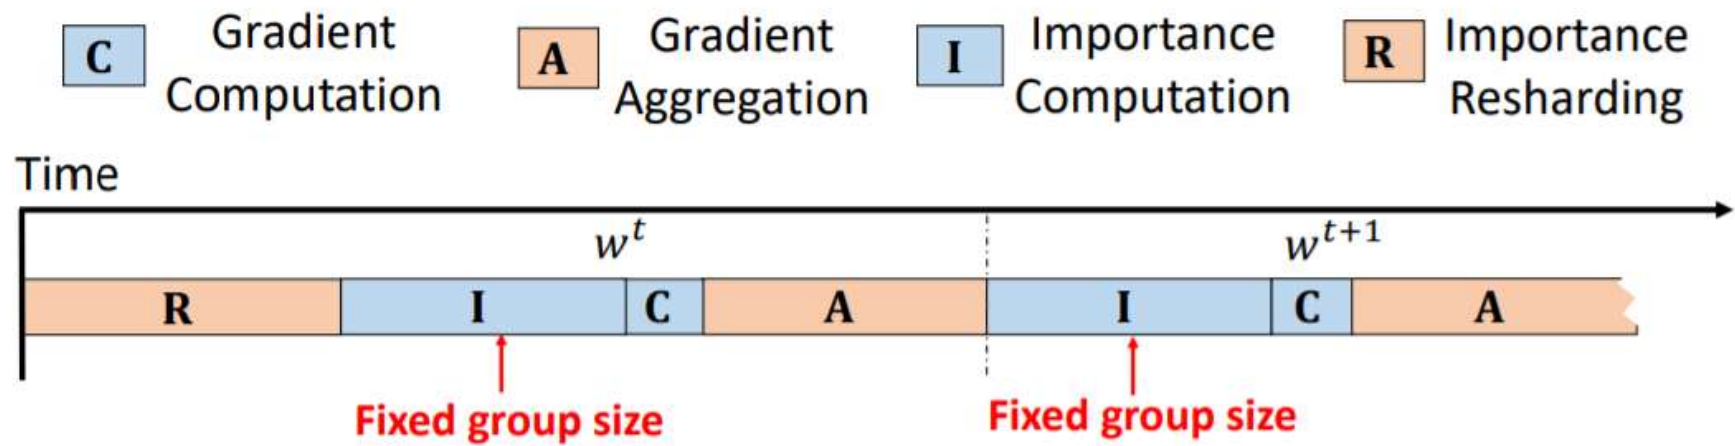 C Gradient Computation
A Gradient Aggregation
I Importance Computation
R Importance Resharding
Time
w^t w^{t+1}
R I C A I C A
Fixed group size Fixed group size